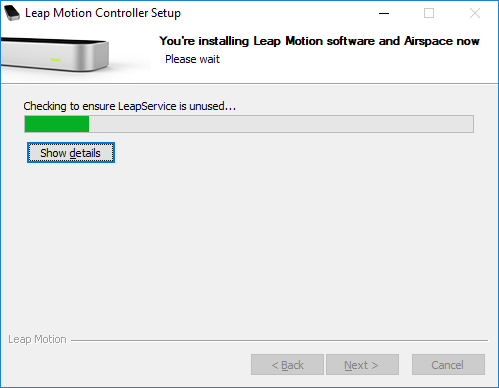 Leap Motion Controller Setup
You're installing Leap Motion software and Airspace now
Please wait
Checking to ensure LeapService is unused...
Show details
Leap Motion
< Back
Next >
Cancel